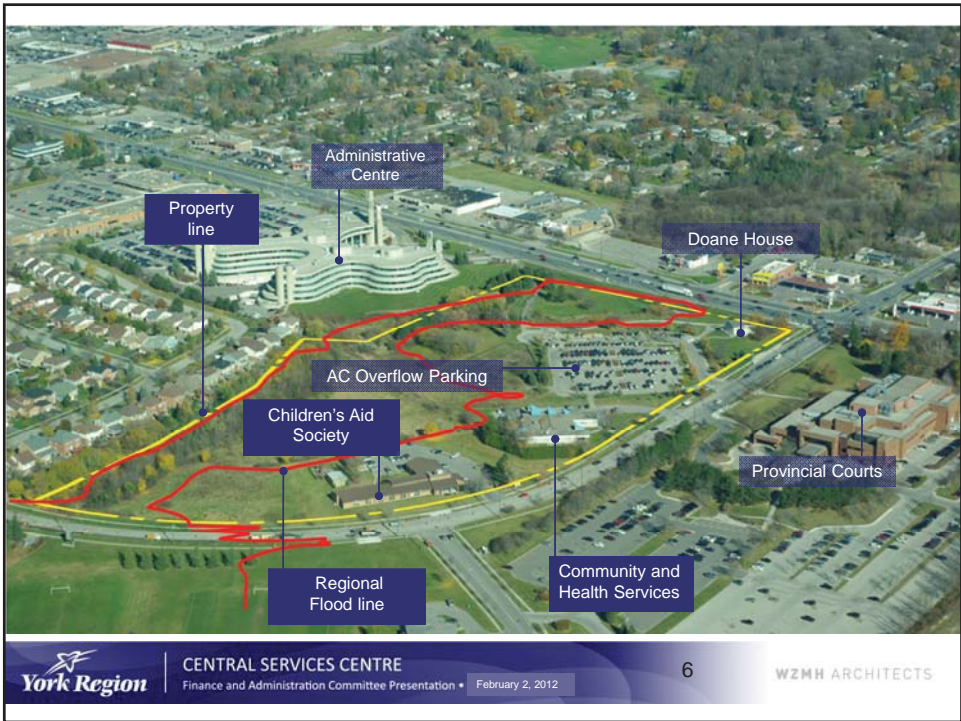 Administrative
Centre
Property
line
Doane House
AC Overflow Parking
Children's Aid
Society
Provincial Courts
Regional
Flood line
Community and
Health Services
York Region
CENTRAL SERVICES CENTRE
Finance and Administration Committee Presentation • February 2, 2012
6
WZMH ARCHITECTS